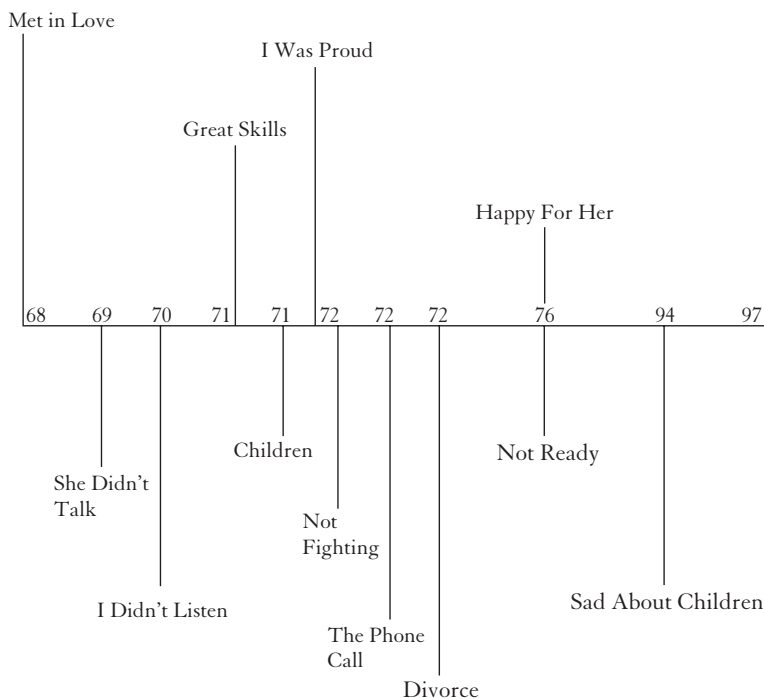 Met in Love
I Was Proud
Great Skills
Happy For Her
68 69 70 71 71 72 72 72 76 94 97
Children
Not Ready
She Didn’t
Talk
Not
Fighting
I Didn’t Listen
Sad About Children
The Phone
Call
Divorce